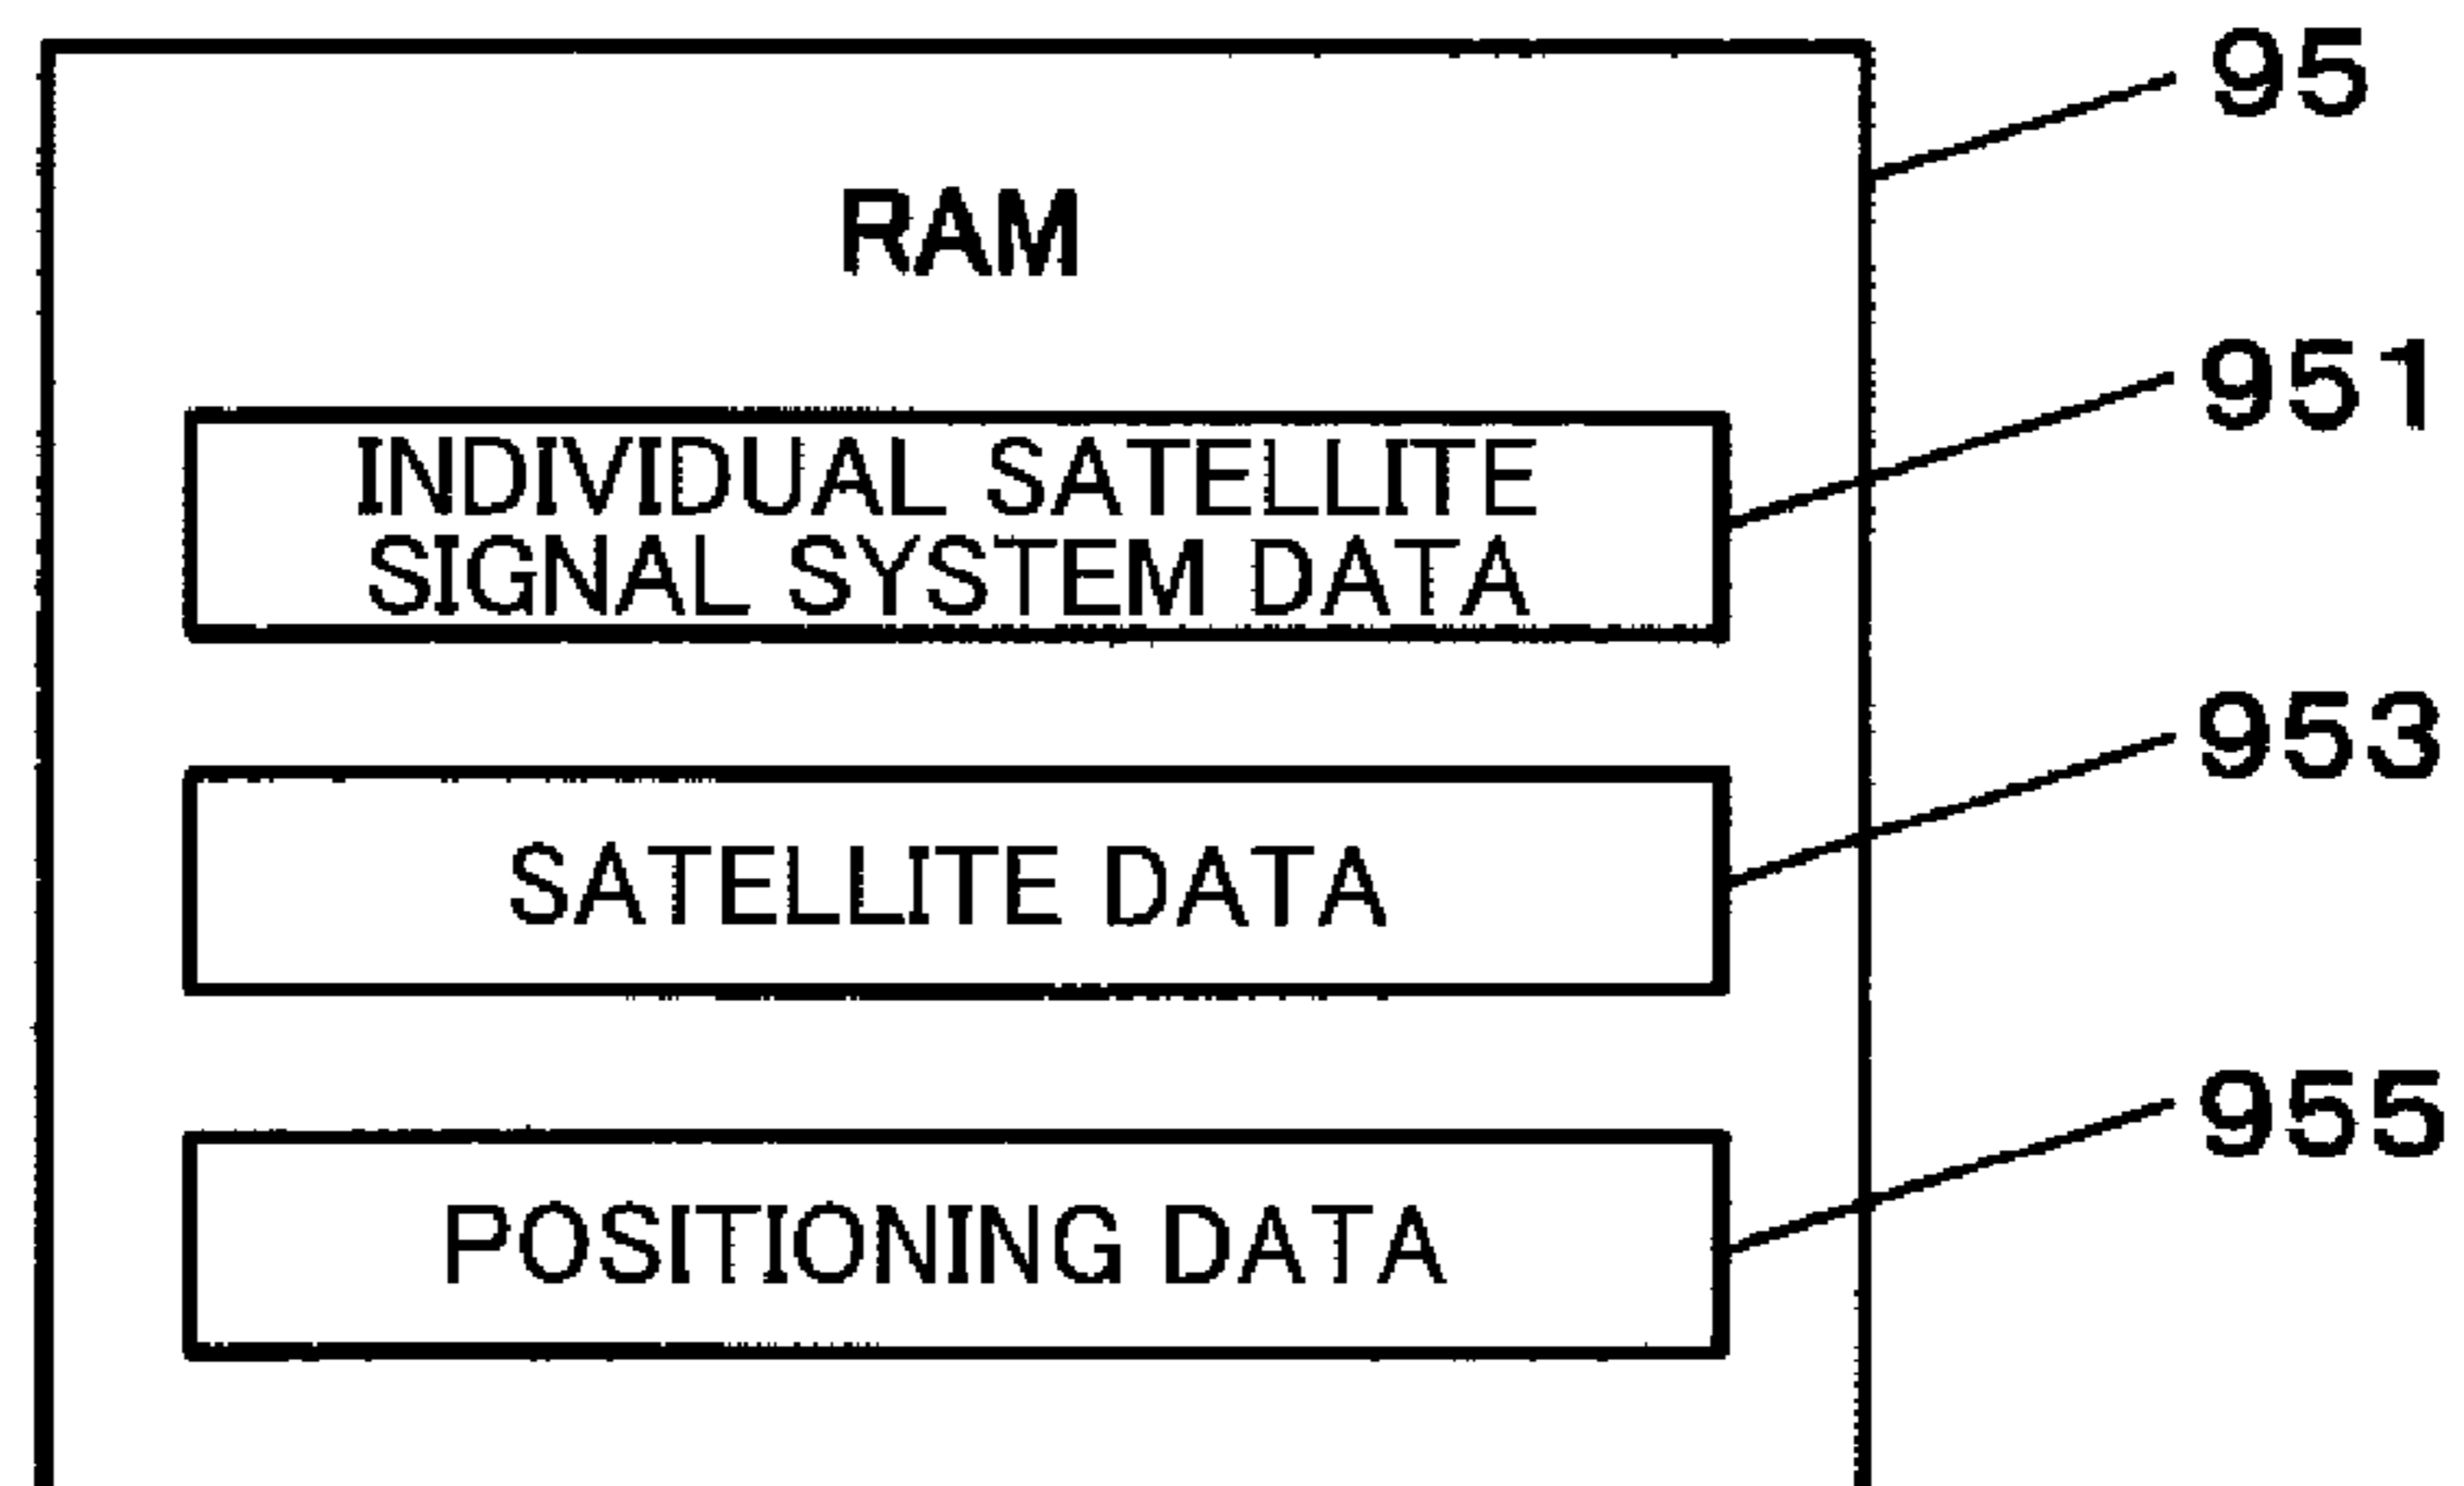 95
RAM
951
INDIVIDUAL SATELLITE
SIGNAL SYSTEM DATA
953
SATELLITE DATA
955
POSITIONING DATA